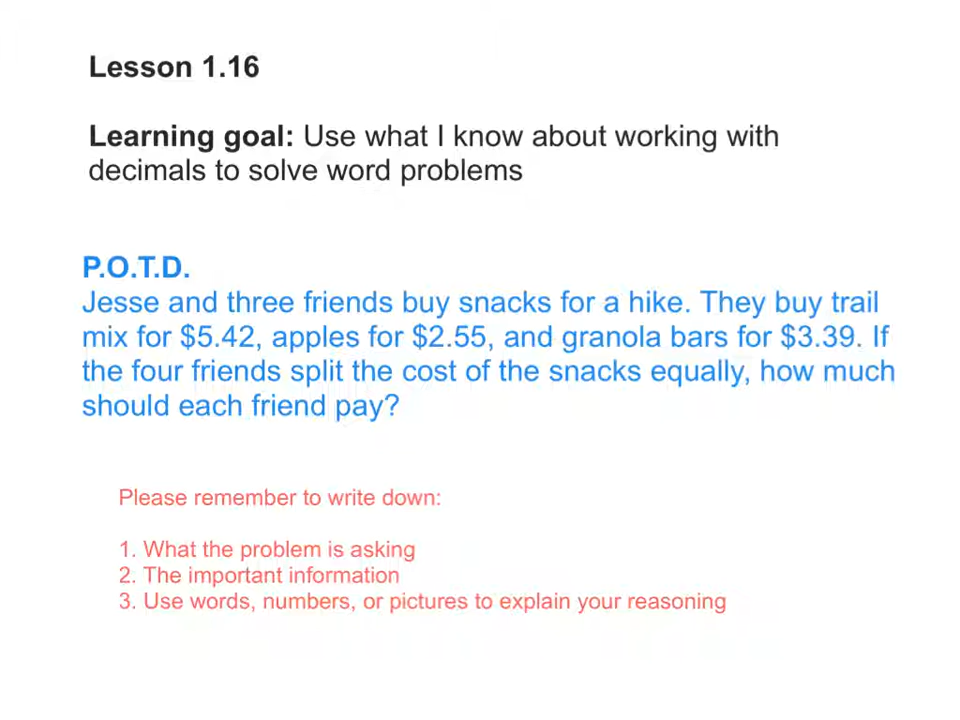 Lesson 1.16
Learning goal: Use what I know about working with
decimals to solve word problems
P.O.T.D.
Jesse and three friends buy snacks for a hike. They buy trail
mix for $5.42, apples for $2.55, and granola bars for $3.39. If
the four friends split the cost of the snacks equally, how much
should each friend pay?
Please remember to write down:
1. What the problem is asking
2. The important information
3. Use words, numbers, or pictures to explain your reasoning